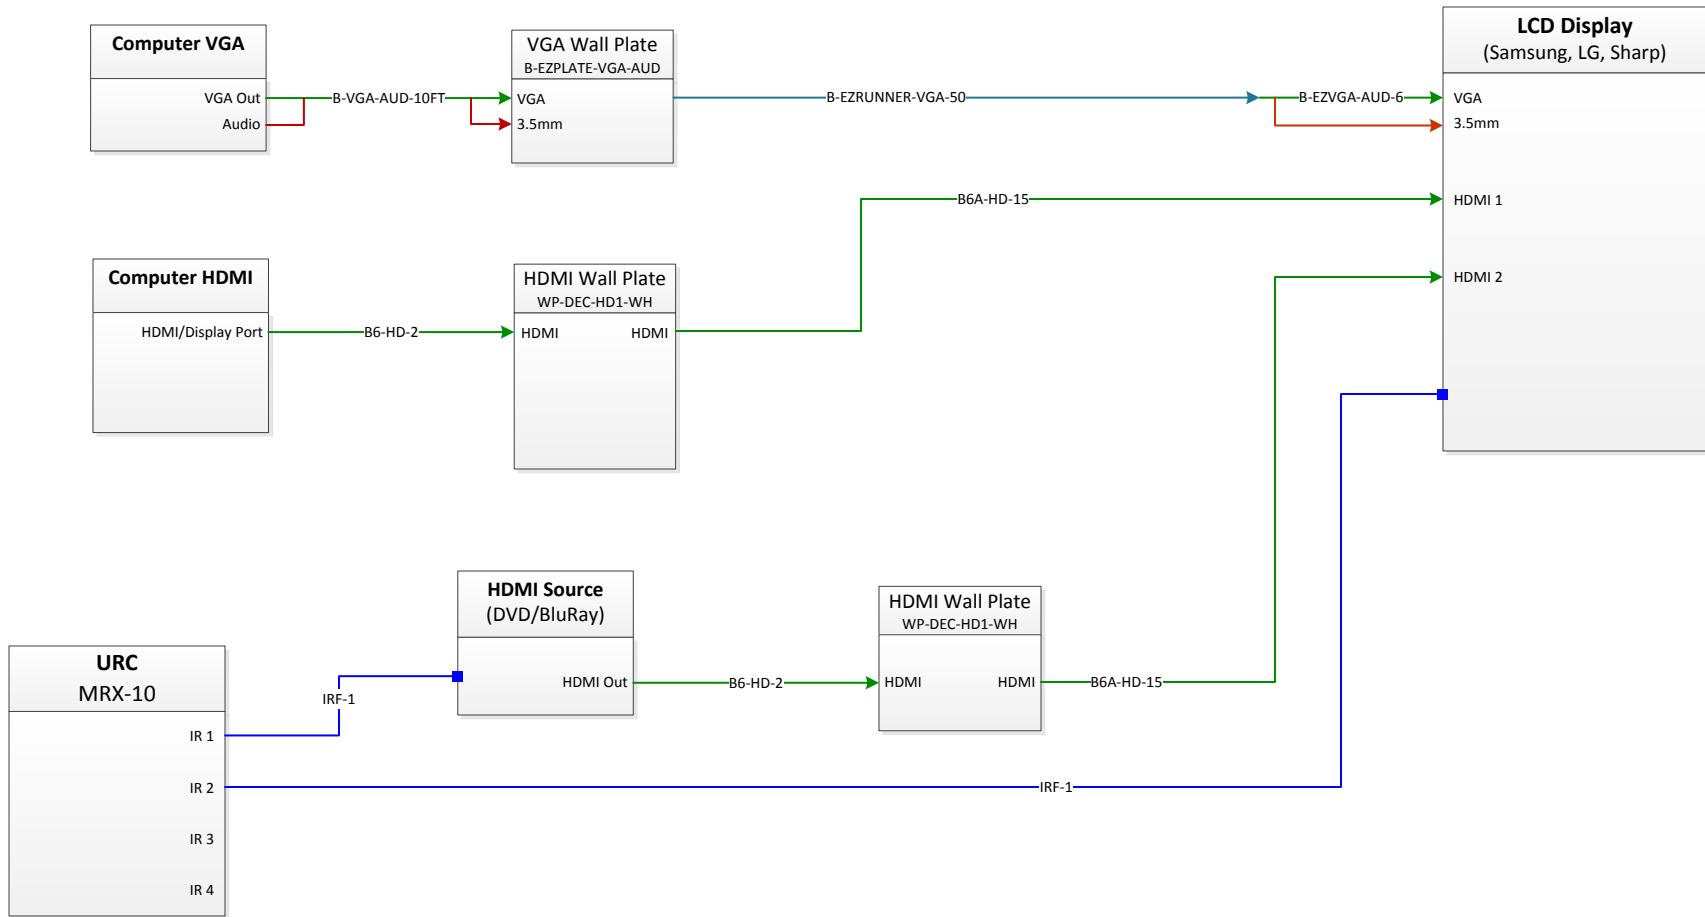 Computer VGA
VGA Out
Audio
B-VGA-AUD-10FT
VGA Wall Plate
B-EZPLATE-VGA-AUD
VGA
3.5mm
B-EZRUNNER-VGA-50
B-EZVGA-AUD-6
LCD Display
(Samsung, LG, Sharp)
VGA
3.5mm
HDMI 1
HDMI 2
B6A-HD-15
Computer HDMI
HDMI/Display Port
B6-HD-2
HDMI Wall Plate
WP-DEC-HD1-WH
HDMI
HDMI
HDMI Source
(DVD/BluRay)
HDMI Out
B6-HD-2
HDMI Wall Plate
WP-DEC-HD1-WH
HDMI
HDMI
B6A-HD-15
URC
MRX-10
IR 1
IR 2
IR 3
IR 4
IRF-1
IRF-1